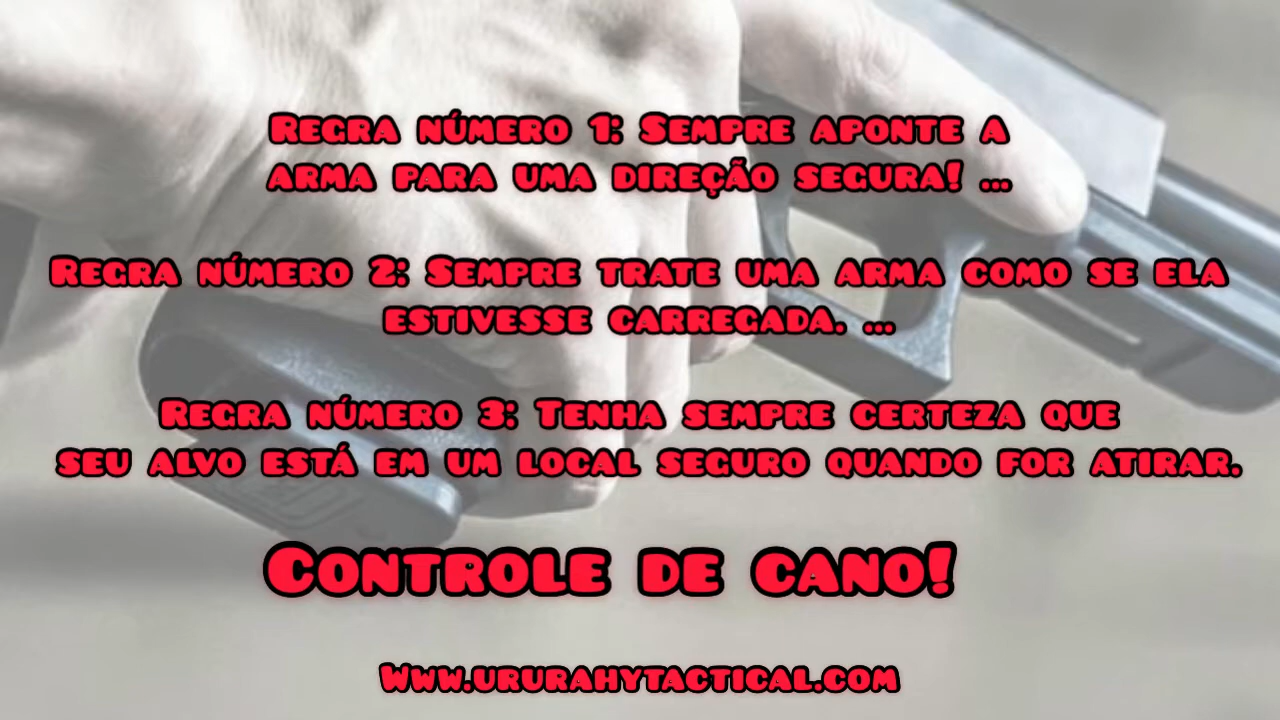 Regra número 1: Sempre aponte a
arma para uma direção segura! ...
Regra número 2: Sempre trate uma arma como se ela
estivesse carregada. ...
Regra número 3: Tenha sempre certeza que
seu alvo está em um local seguro quando for atirar.
Controle de cano!
Www.ururahytactical.com